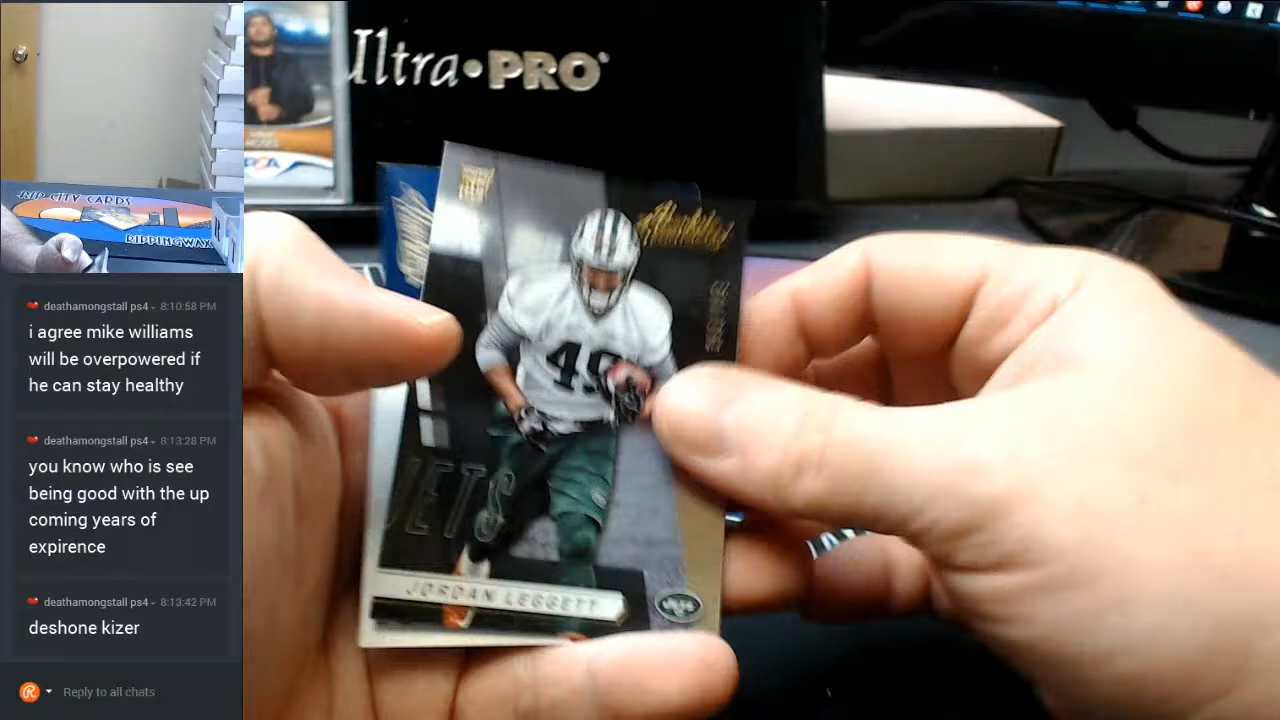 Ultra•PRO
RIP CITY CARDS
RIPPINGWAX
deathamongstall ps4 8:10:58 PM
i agree mike williams
will be overpowered if
he can stay healthy
deathamongstall ps4 8:13:28 PM
you know who is see
being good with the up
coming years of
expirence
deathamongstall ps4 8:13:42 PM
deshone kizer
Reply to all chats
Absolute
49
JETS
JORDAN LEGGETT
JETS